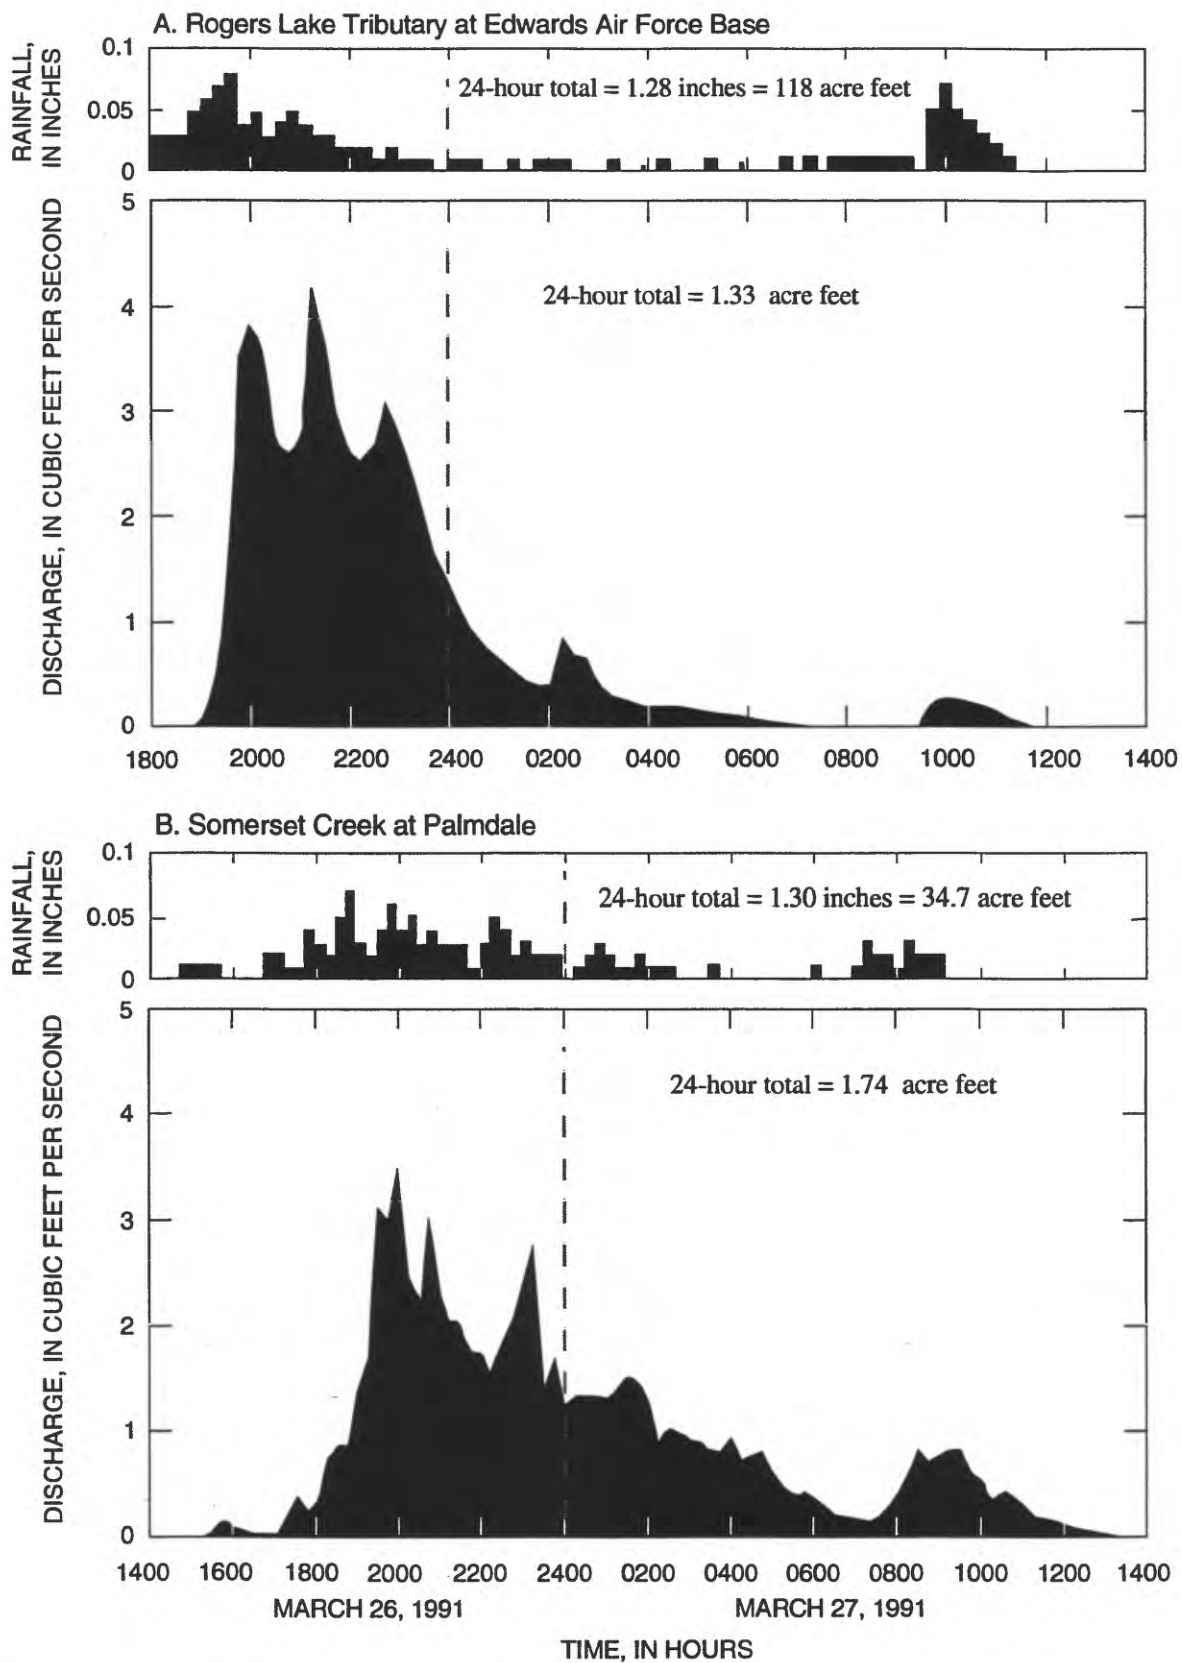 A. Rogers Lake Tributary at Edwards Air Force Base
RAINFALL,
IN INCHES
0.1
0.05
0
24-hour total = 1.28 inches = 118 acre feet
DISCHARGE, IN CUBIC FEET PER SECOND
5
4
3
2
1
0
24-hour total = 1.33 acre feet
1800 2000 2200 2400 0200 0400 0600 0800 1000 1200 1400
B. Somerset Creek at Palmdale
RAINFALL,
IN INCHES
0.1
0.05
0
24-hour total = 1.30 inches = 34.7 acre feet
DISCHARGE, IN CUBIC FEET PER SECOND
5
4
3
2
1
0
24-hour total = 1.74 acre feet
1400 1600 1800 2000 2200 2400 0200 0400 0600 0800 1000 1200 1400
MARCH 26, 1991 MARCH 27, 1991
TIME, IN HOURS